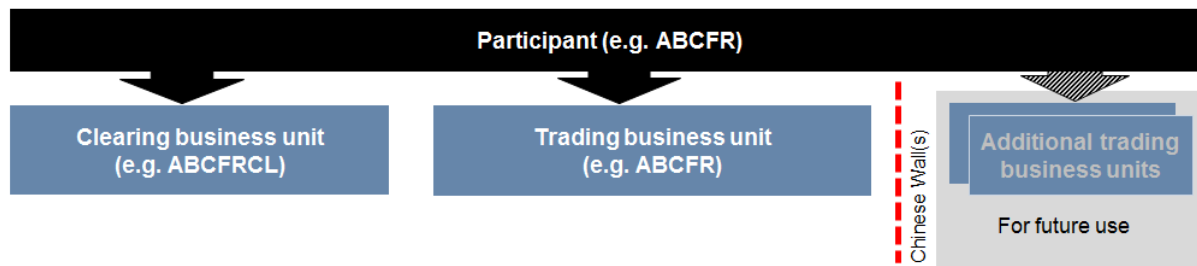 Participant (e.g. ABCFR)
Clearing business unit
(e.g. ABCFRCL)
Trading business unit
(e.g. ABCFR)
Chinese Wall(s)
Additional trading
business units
For future use